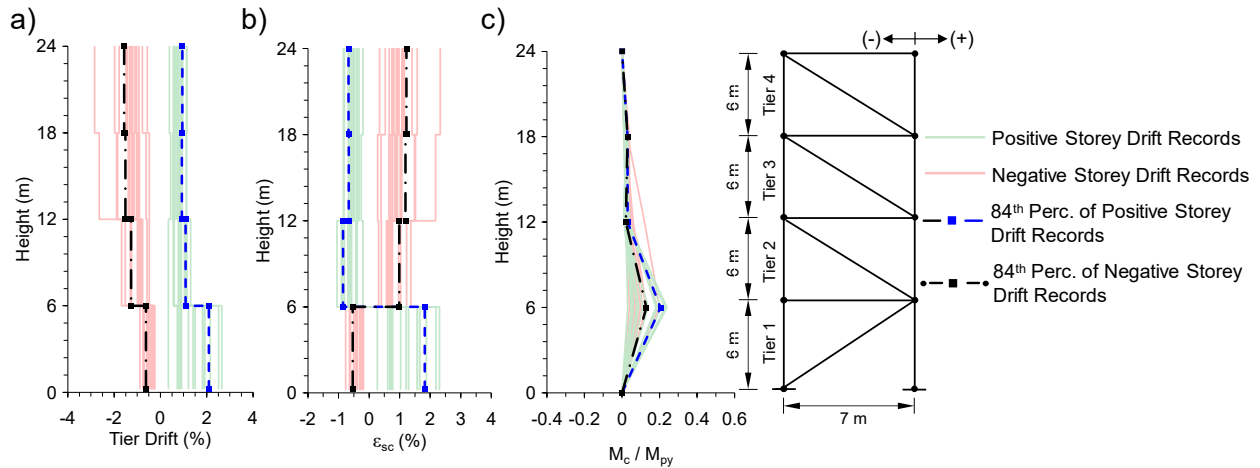 a)
24
18
12
6
0
Height (m)
-4
-2
0
2
4
Tier Drift (%)
b)
24
18
12
6
0
Height (m)
-2
-1
0
1
2
3
εsc (%)
c)
24
18
12
6
0
Height (m)
-0.4
-0.2
0
0.2
0.4
0.6
Mc / Mpy
(-)
(+)
6 m
Tier 4
6 m
Tier 3
6 m
Tier 2
6 m
Tier 1
7 m
Positive Storey Drift Records
Negative Storey Drift Records
84th Perc. of Positive Storey
Drift Records
84th Perc. of Negative Storey
Drift Records